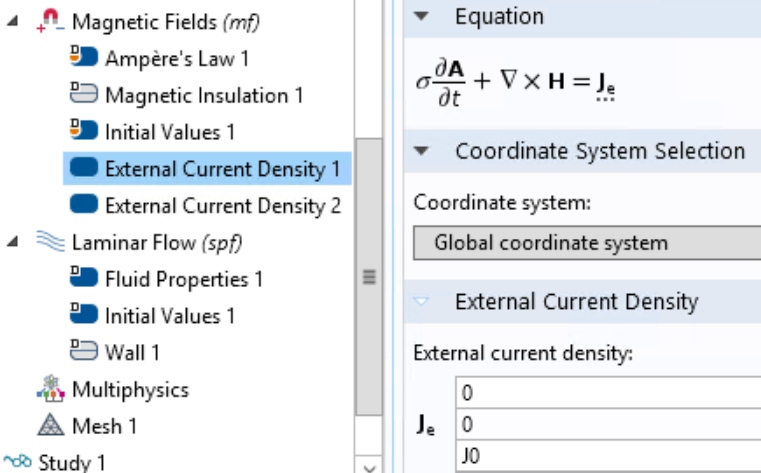 Magnetic Fields (mf)
Ampère's Law 1
Magnetic Insulation 1
Initial Values 1
External Current Density 1
External Current Density 2
Laminar Flow (spf)
Fluid Properties 1
Initial Values 1
Wall 1
Multiphysics
Mesh 1
Study 1
Equation
σ∂A/∂t + ∇ × H = Je
Coordinate System Selection
Coordinate system:
Global coordinate system
External Current Density
External current density:
0
Je 0
J0